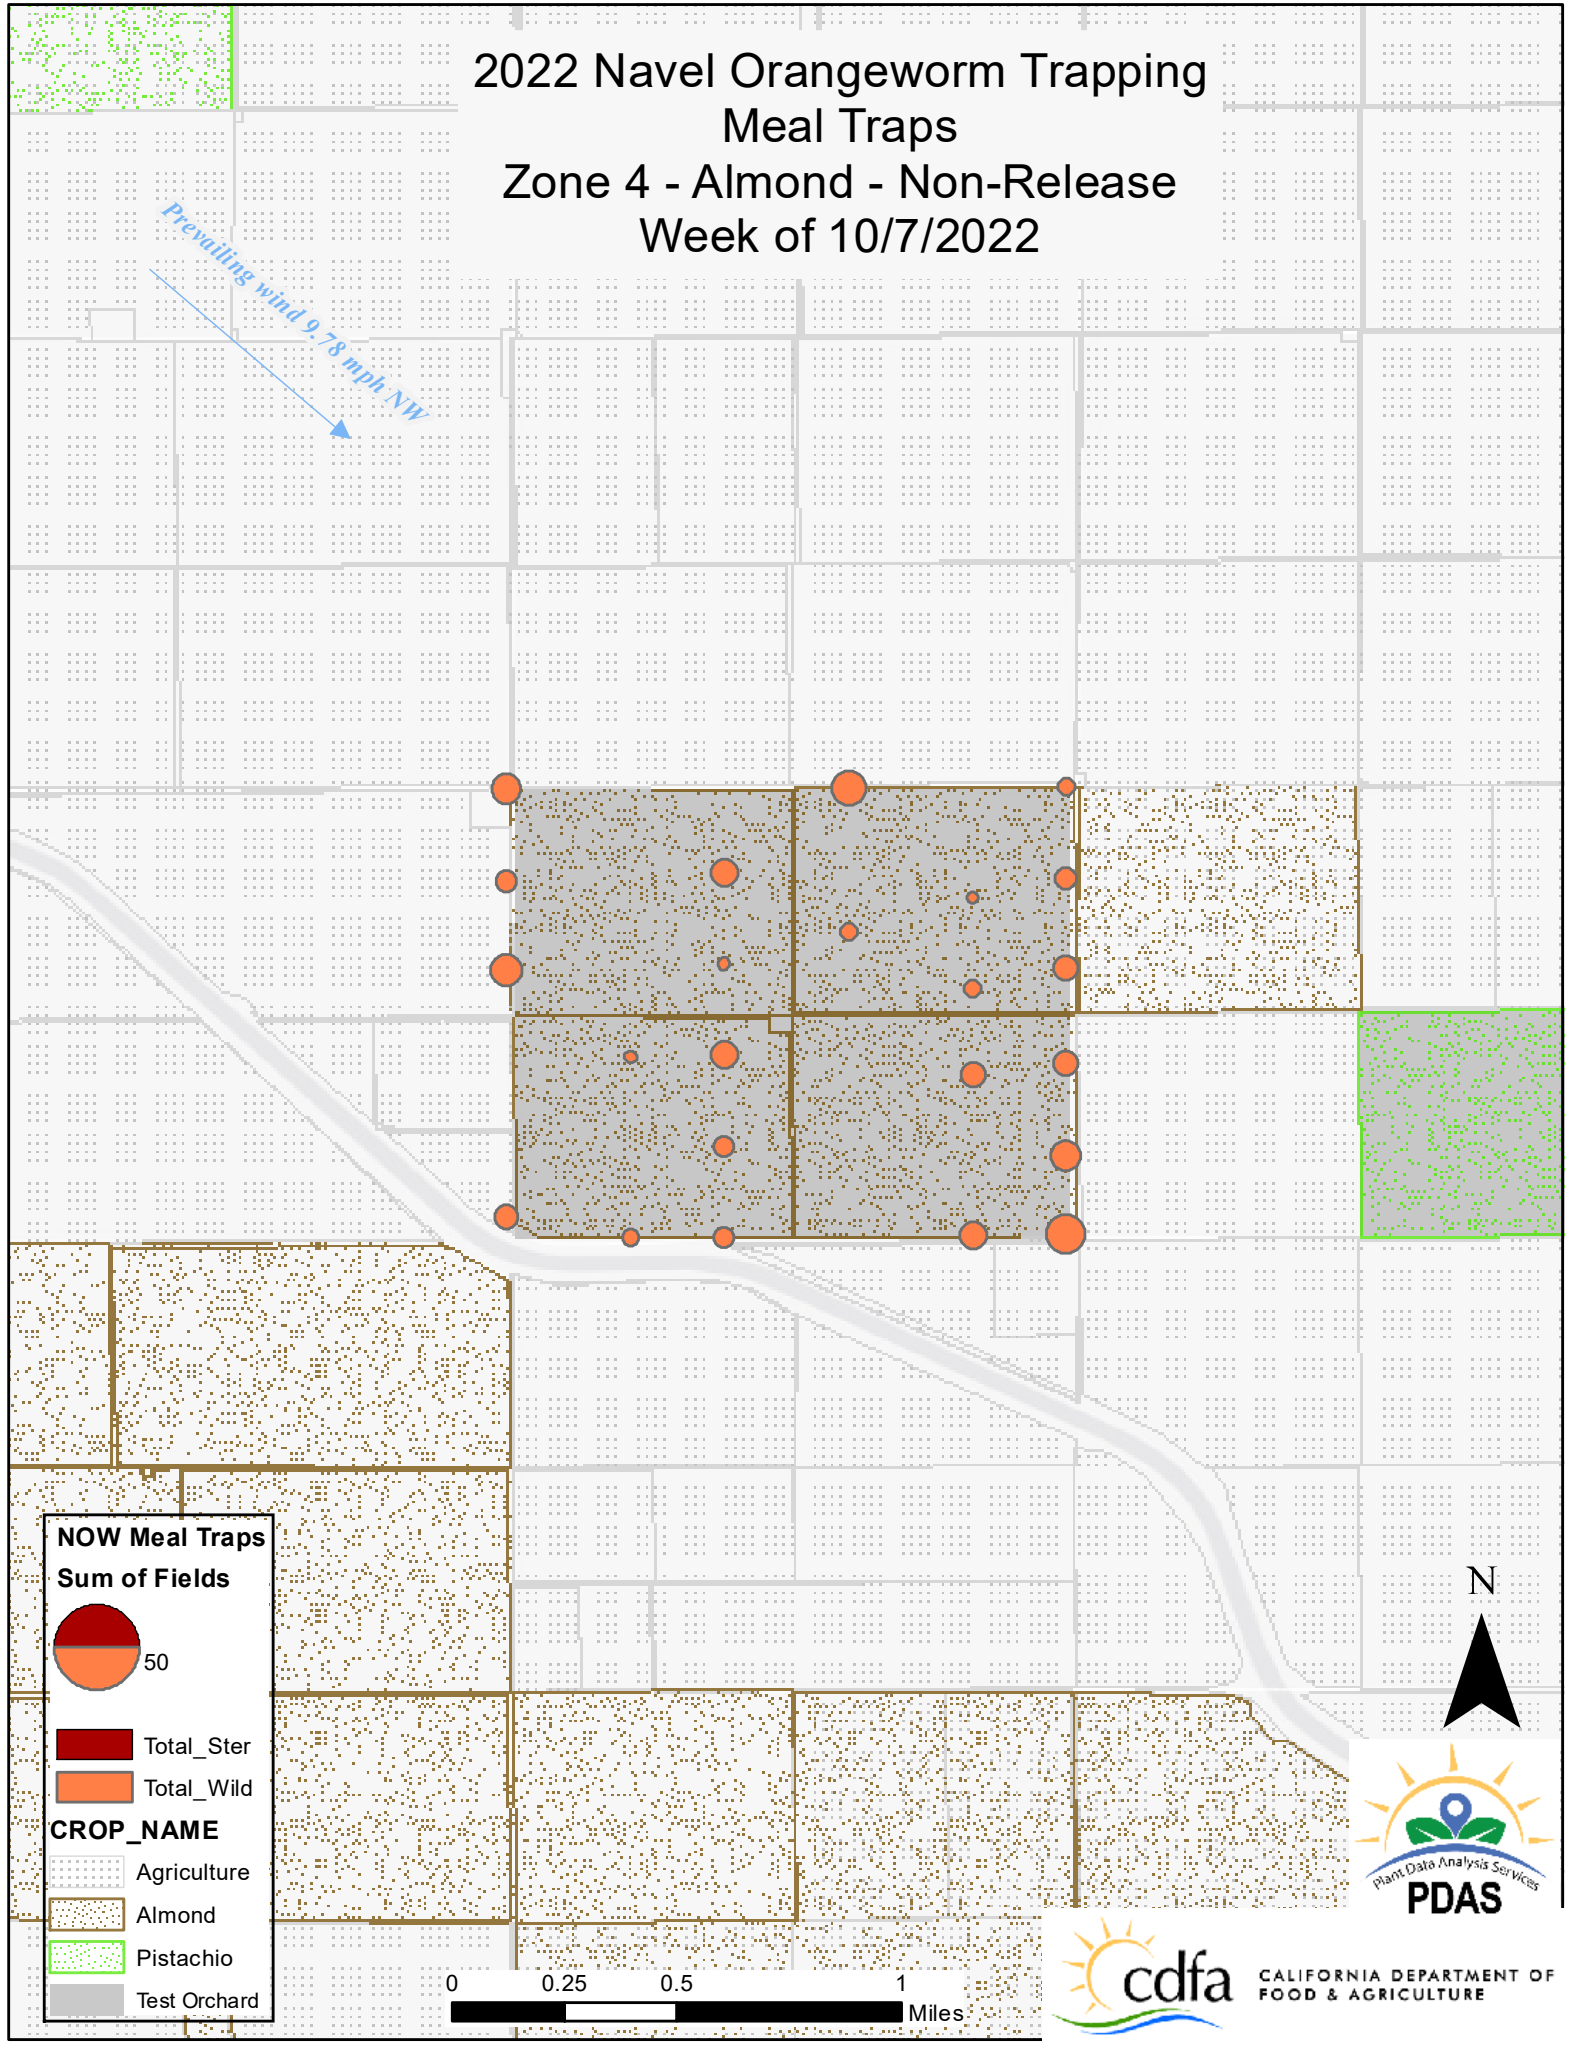 2022 Navel Orangeworm Trapping
Meal Traps
Zone 4 - Almond - Non-Release
Week of 10/7/2022
Prevailing wind 9.78 mph NW
NOW Meal Traps
Sum of Fields
50
Total_Ster
Total_Wild
CROP_NAME
Agriculture
Almond
Pistachio
Test Orchard
0 0.25 0.5 1
Miles
N
Plant Data Analysis Services
PDAS
cdfa
CALIFORNIA DEPARTMENT OF
FOOD & AGRICULTURE